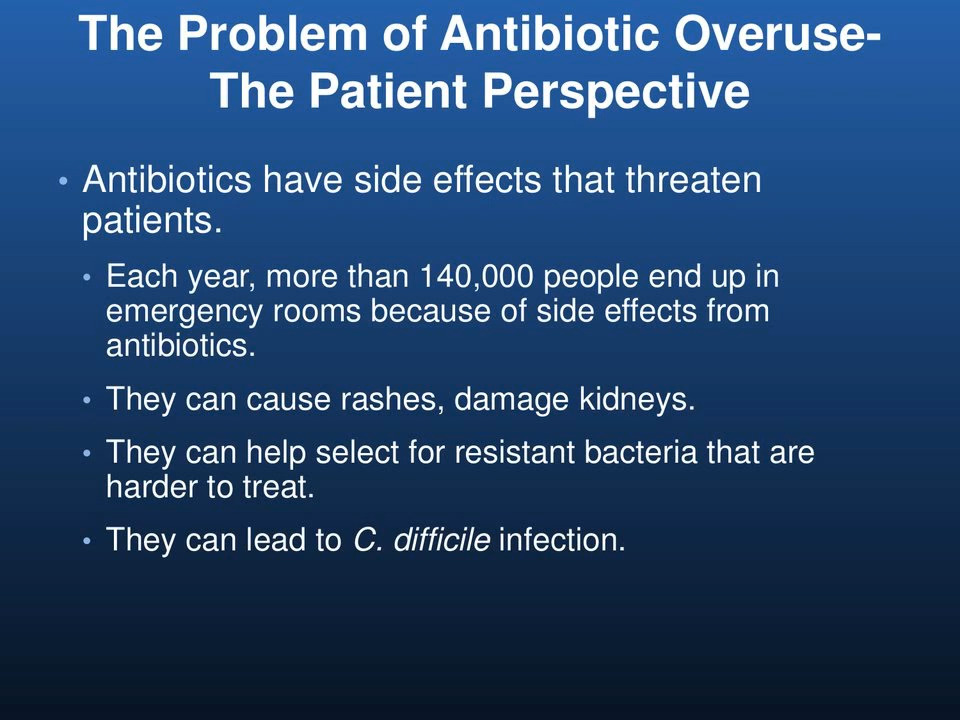 The Problem of Antibiotic Overuse-
The Patient Perspective
• Antibiotics have side effects that threaten
patients.
• Each year, more than 140,000 people end up in
emergency rooms because of side effects from
antibiotics.
• They can cause rashes, damage kidneys.
• They can help select for resistant bacteria that are
harder to treat.
• They can lead to C. difficile infection.